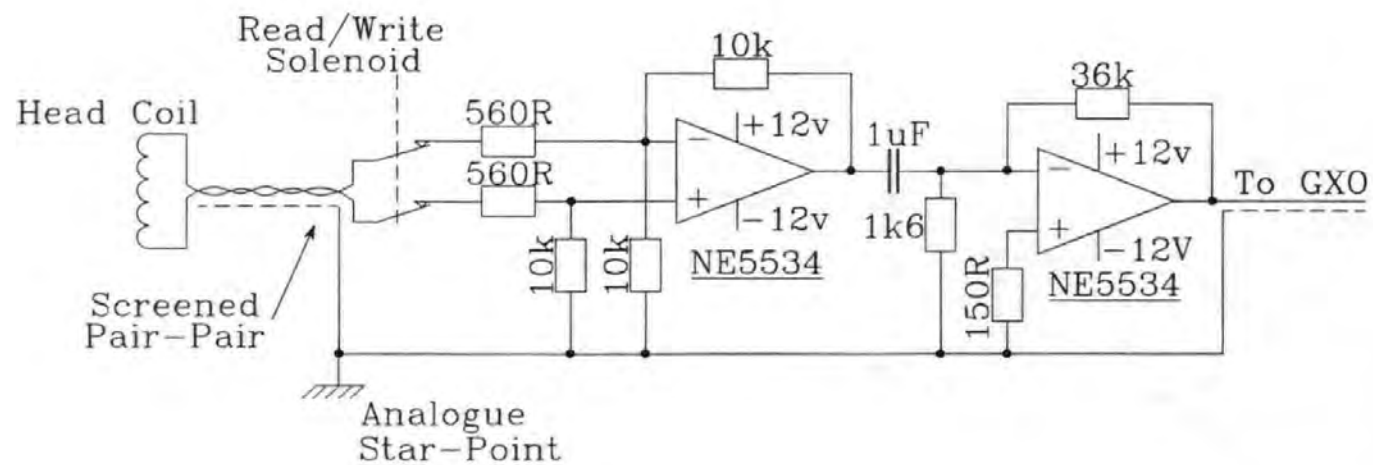 Read/Write
Solenoid
Head Coil
560R
560R
10k
10k
10k
+12v
-12v
NE5534
1uF
1k6
36k
150R
+12v
-12V
NE5534
To GXO
Screened
Pair-Pair
Analogue
Star-Point
- 
+
-
+